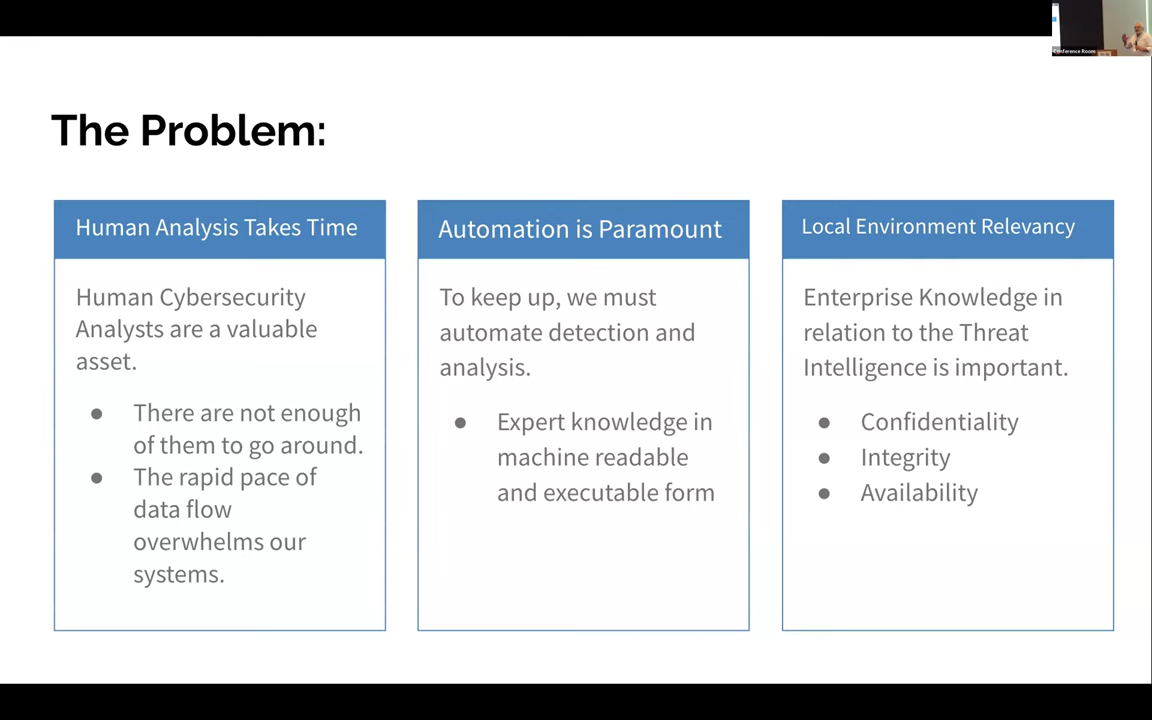 Conference Room
The Problem:
Human Analysis Takes Time
Human Cybersecurity
Analysts are a valuable
asset.
● There are not enough
of them to go around.
● The rapid pace of
data flow
overwhelms our
systems.
Automation is Paramount
To keep up, we must
automate detection and
analysis.
● Expert knowledge in
machine readable
and executable form
Local Environment Relevancy
Enterprise Knowledge in
relation to the Threat
Intelligence is important.
● Confidentiality
● Integrity
● Availability